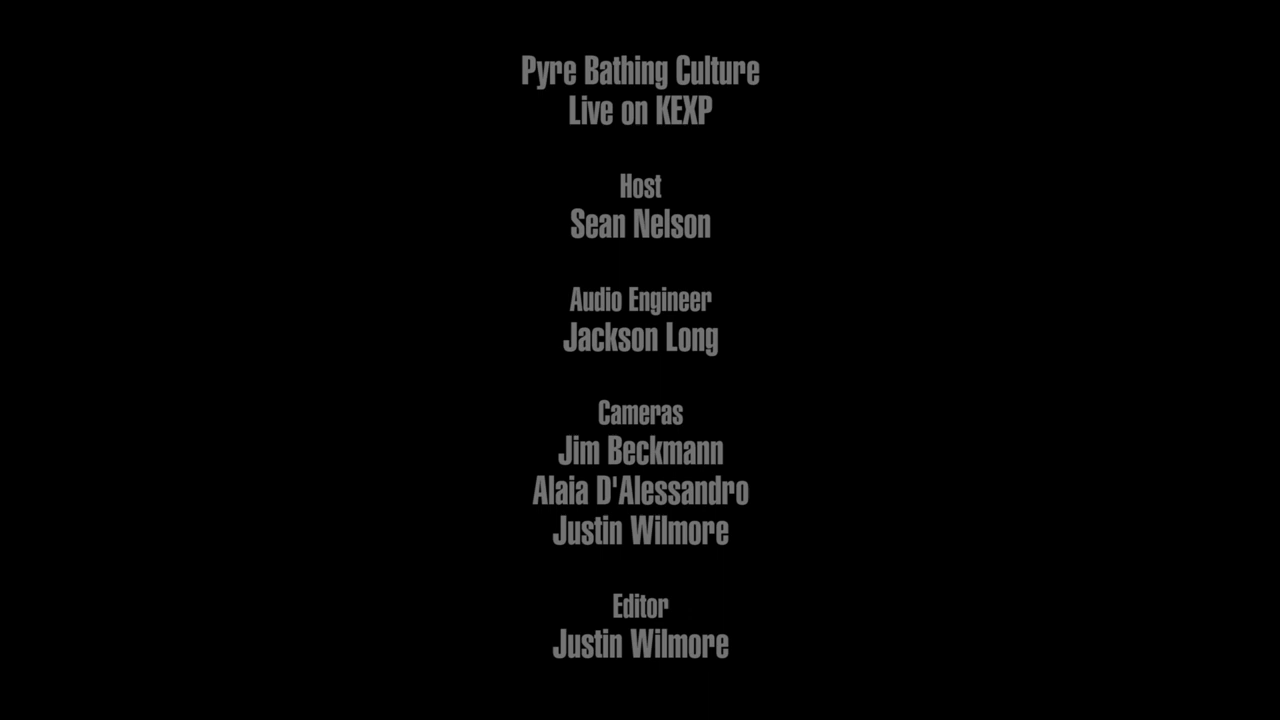 Pyre Bathing Culture
Live on KEXP
Host
Sean Nelson
Audio Engineer
Jackson Long
Cameras
Jim Beckmann
Alaia D'Alessandro
Justin Wilmore
Editor
Justin Wilmore